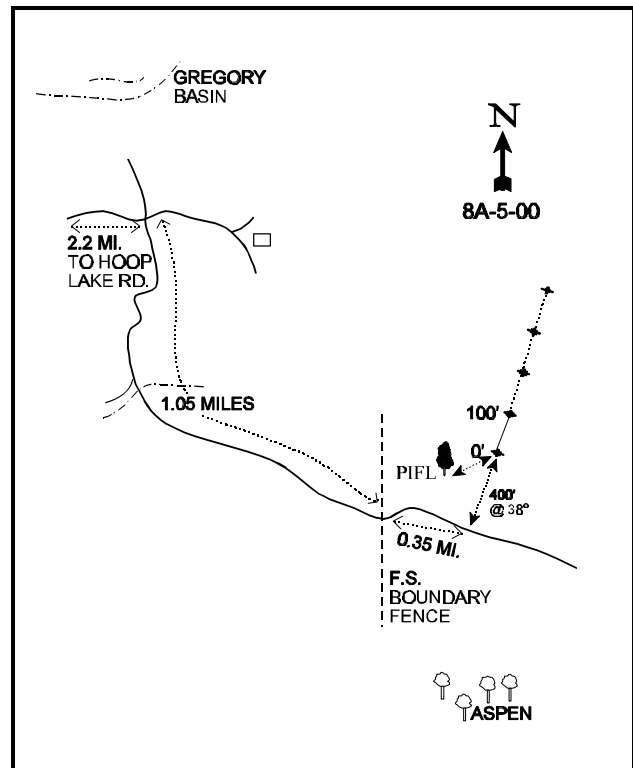 GREGORY
BASIN
N
8A-5-00
2.2 MI.
TO HOOP
LAKE RD.
1.05 MILES
100'
0'
PIFL
400'
@ 38°
0.35 MI.
F.S.
BOUNDARY
FENCE
ASPEN